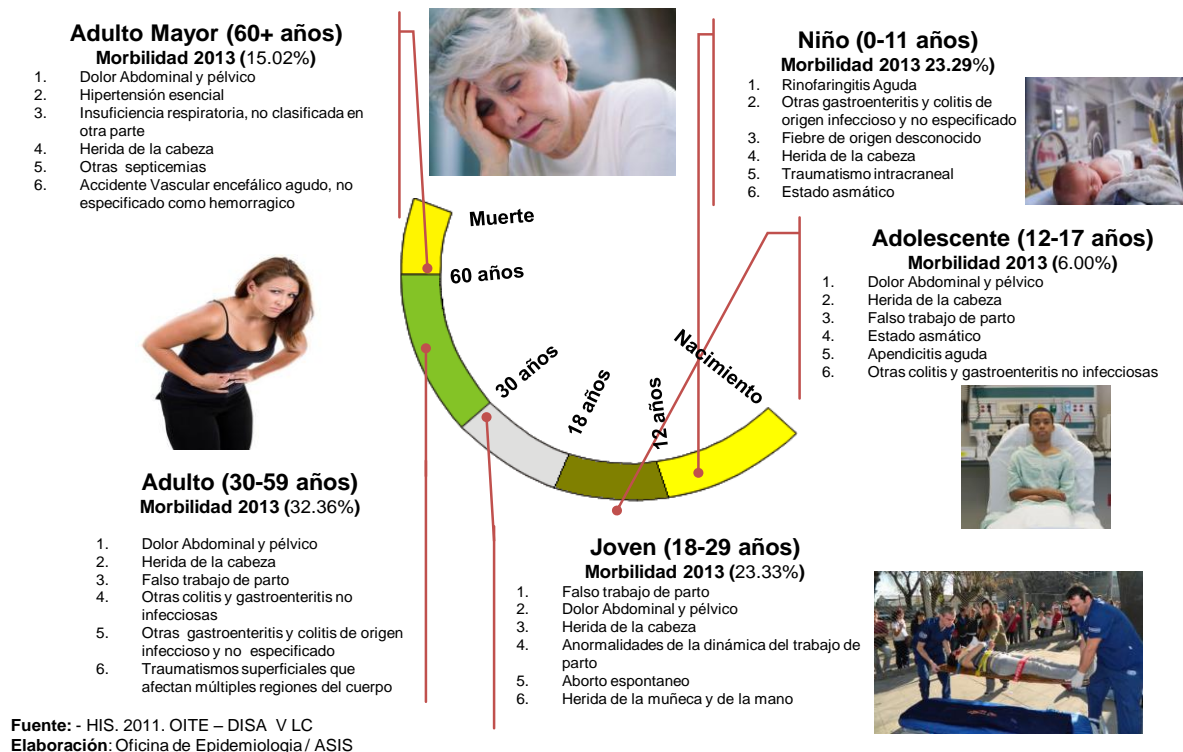 Adulto Mayor (60+ años)
Morbilidad 2013 (15.02%)
1. Dolor Abdominal y pélvico
2. Hipertensión esencial
3. Insuficiencia respiratoria, no clasificada en
otra parte
4. Herida de la cabeza
5. Otras septicemias
6. Accidente Vascular encefálico agudo, no
especificado como hemorragico
Niño (0-11 años)
Morbilidad 2013 23.29%)
1. Rinofaringitis Aguda
2. Otras gastroenteritis y colitis de
origen infeccioso y no especificado
3. Fiebre de origen desconocido
4. Herida de la cabeza
5. Traumatismo intracraneal
6. Estado asmático
Adolescente (12-17 años)
Morbilidad 2013 (6.00%)
1. Dolor Abdominal y pélvico
2. Herida de la cabeza
3. Falso trabajo de parto
4. Estado asmático
5. Apendicitis aguda
6. Otras colitis y gastroenteritis no infecciosas
Muerte
60 años
30 años
18 años
12 años
Nacimiento
Adulto (30-59 años)
Morbilidad 2013 (32.36%)
1. Dolor Abdominal y pélvico
2. Herida de la cabeza
3. Falso trabajo de parto
4. Otras colitis y gastroenteritis no
infecciosas
5. Otras gastroenteritis y colitis de origen
infeccioso y no especificado
6. Traumatismos superficiales que
afectan múltiples regiones del cuerpo
Joven (18-29 años)
Morbilidad 2013 (23.33%)
1. Falso trabajo de parto
2. Dolor Abdominal y pélvico
3. Herida de la cabeza
4. Anormalidades de la dinámica del trabajo de
parto
5. Aborto espontaneo
6. Herida de la muñeca y de la mano
Fuente: - HIS. 2011. OITE – DISA V LC
Elaboración: Oficina de Epidemiologia / ASIS